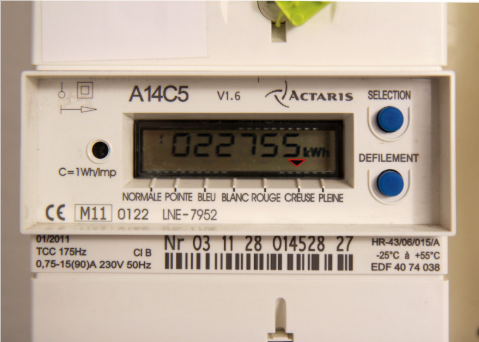 A14C5 V1.6 ACTARIS SELECTION
022755 kWh
C=1Wh/Imp
DEFILEMENT
NORMALE POINTE BLEU BLANC ROUGE CREUSE PLEINE
CE M11 0122 LNE-7952
01/2011 Nr 03 11 28 014528 27 HR-43/06/015/A
TCC 175Hz Cl B -25°C à +55°C
0,75-15(90)A 230V 50Hz EDF 40 74 038